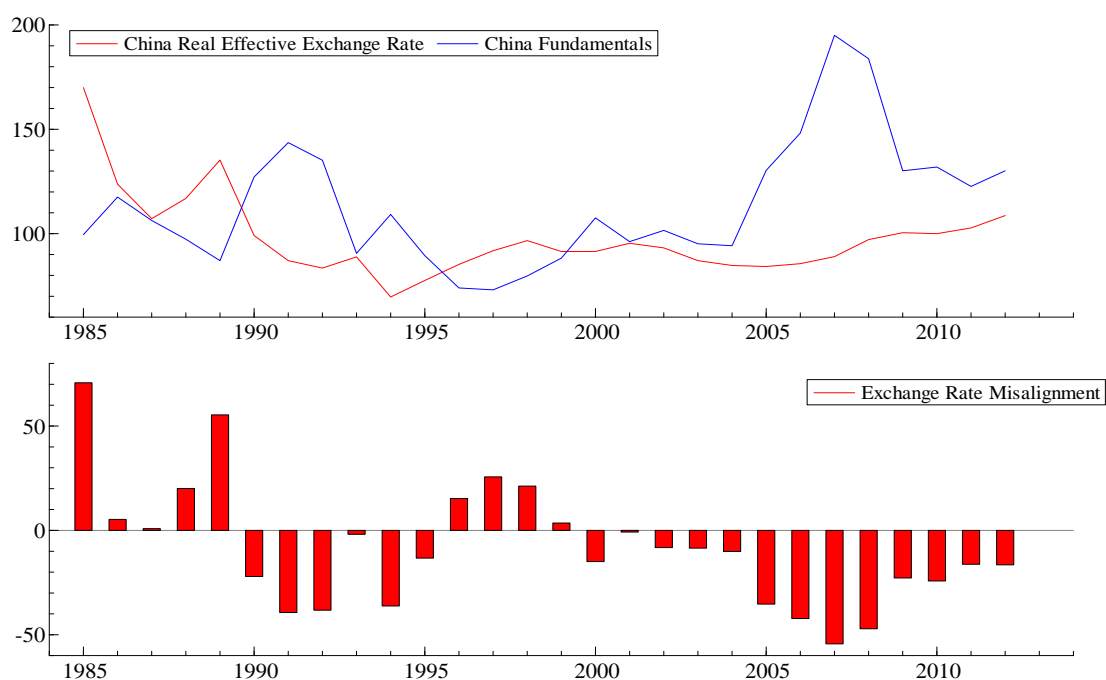 200
China Real Effective Exchange Rate China Fundamentals
150
100
1985 1990 1995 2000 2005 2010
Exchange Rate Misalignment
50
0
-50
1985 1990 1995 2000 2005 2010